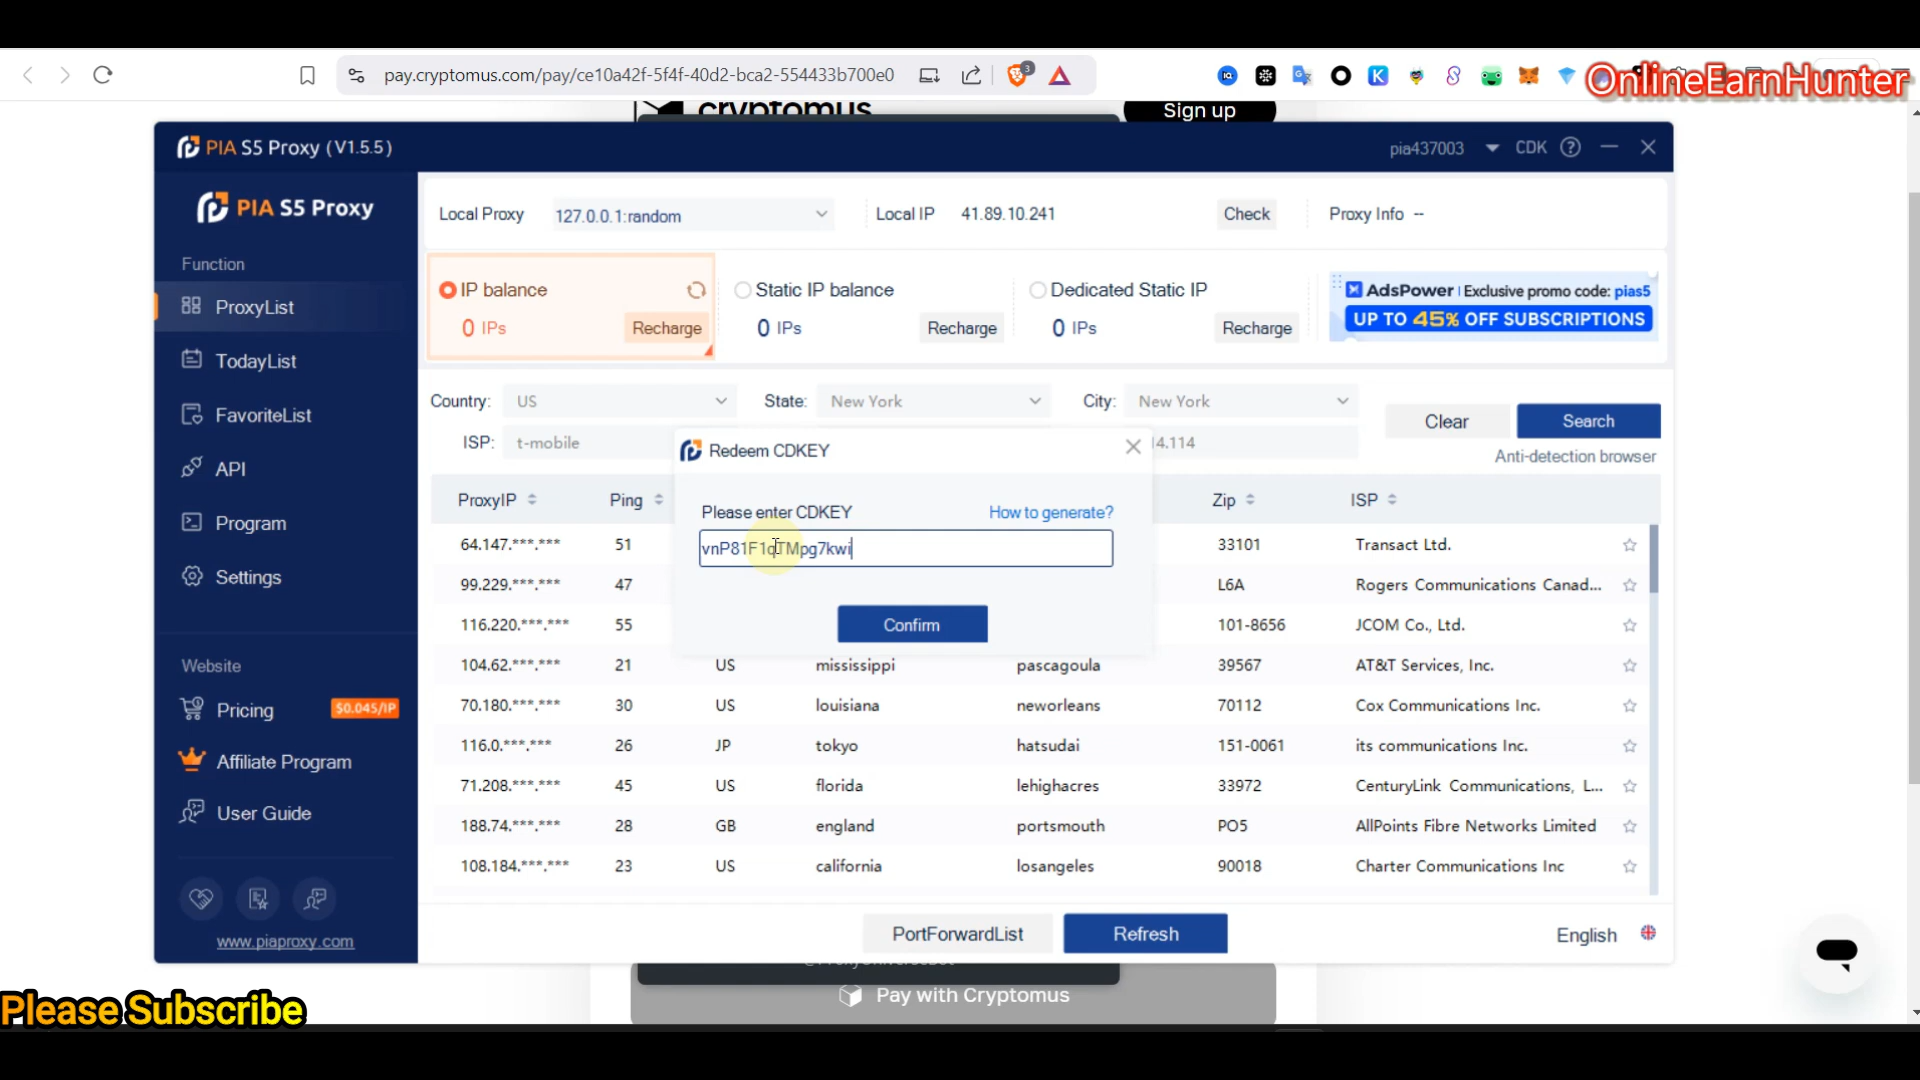 pay.cryptomus.com/pay/ce10a42f-5f4f-40d2-bca2-554433b700e0
3
OnlineEarnHunter
cryptomus
Sign up
PIA S5 Proxy (V1.5.5)
pia437003
CDK
PIA S5 Proxy
Local Proxy
127.0.0.1:random
Local IP
41.89.10.241
Check
Proxy Info --
Function
ProxyList
TodayList
FavoriteList
API
Program
Settings
Website
Pricing
$0.045/IP
Affiliate Program
User Guide
www.piaproxy.com
IP balance
0 IPs
Recharge
Static IP balance
0 IPs
Recharge
Dedicated Static IP
0 IPs
Recharge
AdsPower | Exclusive promo code: pias5
UP TO 45% OFF SUBSCRIPTIONS
Country: US
State: New York
City: New York
Clear
Search
ISP: t-mobile
4.114
Anti-detection browser
Redeem CDKEY
Please enter CDKEY
How to generate?
vnP81F1qTMpg7kwi
Confirm
ProxyIP Ping Zip ISP
64.147.***.*** 51 33101 Transact Ltd.
99.229.***.*** 47 L6A Rogers Communications Canad...
116.220.***.*** 55 101-8656 JCOM Co., Ltd.
104.62.***.*** 21 US mississippi pascagoula 39567 AT&T Services, Inc.
70.180.***.*** 30 US louisiana neworleans 70112 Cox Communications Inc.
116.0.***.*** 26 JP tokyo hatsudai 151-0061 its communications Inc.
71.208.***.*** 45 US florida lehighacres 33972 CenturyLink Communications, L...
188.74.***.*** 28 GB england portsmouth PO5 AllPoints Fibre Networks Limited
108.184.***.*** 23 US california losangeles 90018 Charter Communications Inc
PortForwardList
Refresh
English
Pay with Cryptomus
Please Subscribe